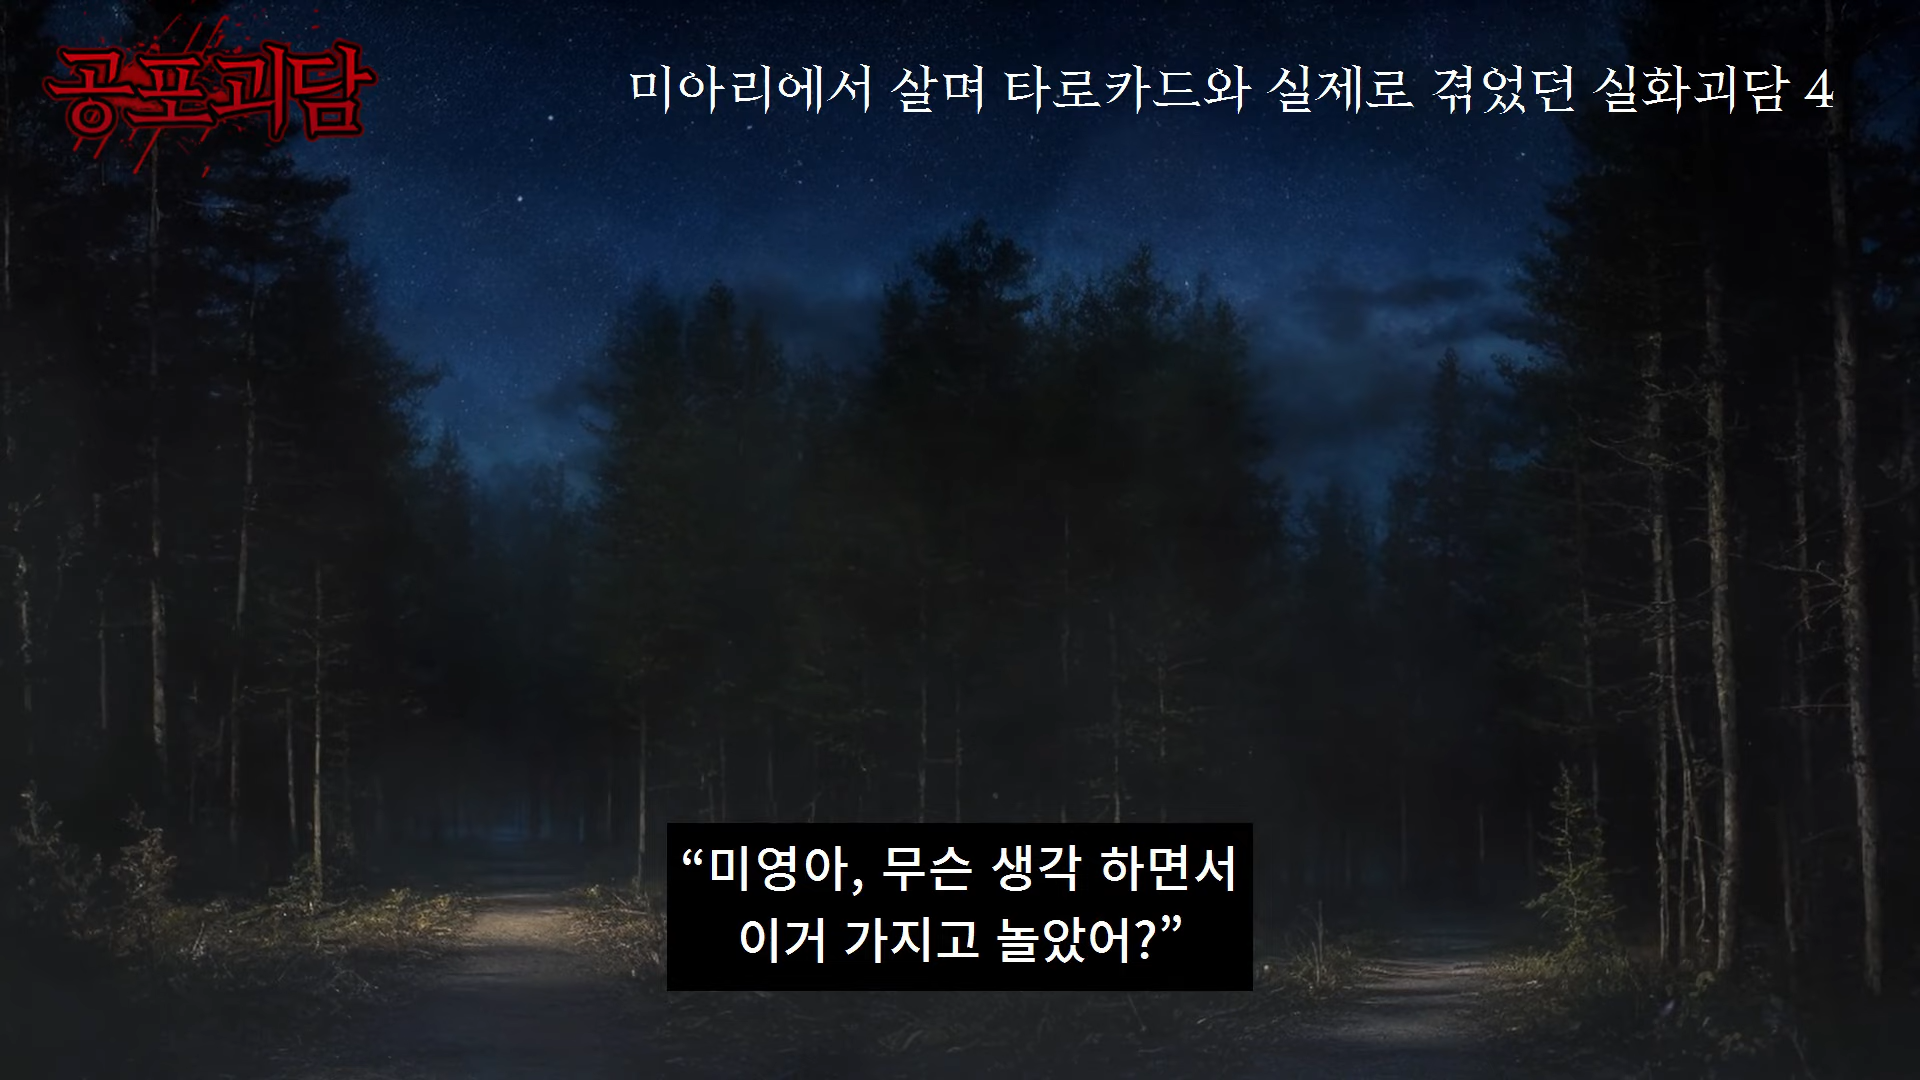 공포괴담
미아리에서 살며 타로카드와 실제로 겪었던 실화괴담 4
“미영아, 무슨 생각 하면서
이거 가지고 놀았어?”